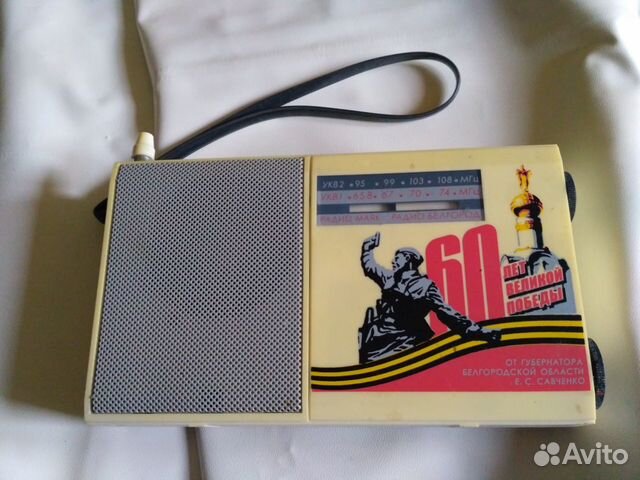 УКВ2 • 95 • 99 • 103 • 108 • МГц
УКВ1 • 65.8 • 67 • 70 • 74 • МГц
РАДИО МАЯК РАДИО БЕЛГОРОД
60
ЛЕТ
ВЕЛИКОЙ
ПОБЕДЫ
ОТ ГУБЕРНАТОРА
БЕЛГОРОДСКОЙ ОБЛАСТИ
Е. С. САВЧЕНКО
Avito